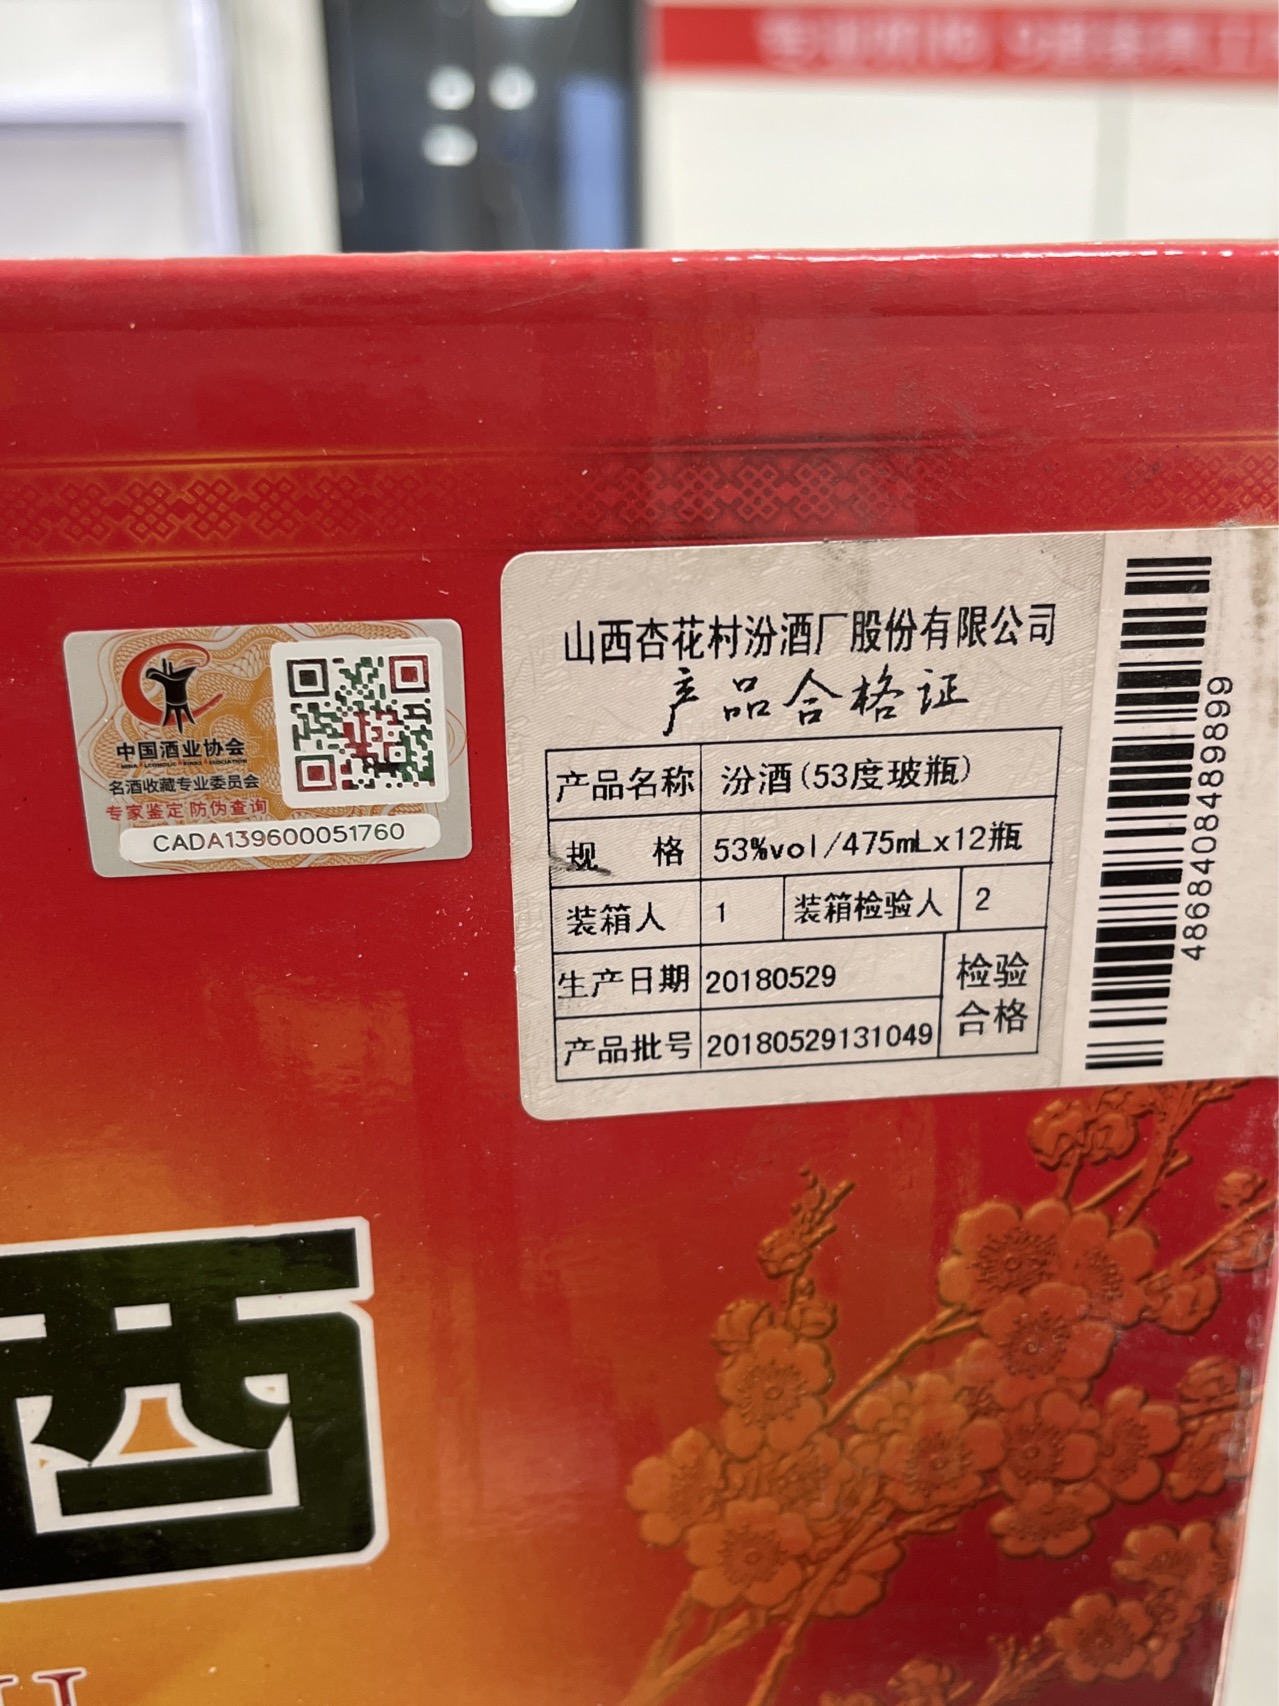 中国酒业协会
名酒收藏专业委员会
专家鉴定 防伪查询
CADA139600051760
山西杏花村汾酒厂股份有限公司
产品合格证
产品名称 汾酒(53度玻瓶)
规 格 53%vol/475mLx12瓶
装箱人 1 装箱检验人 2
生产日期 20180529
检验
合格
产品批号 20180529131049
48684084899899